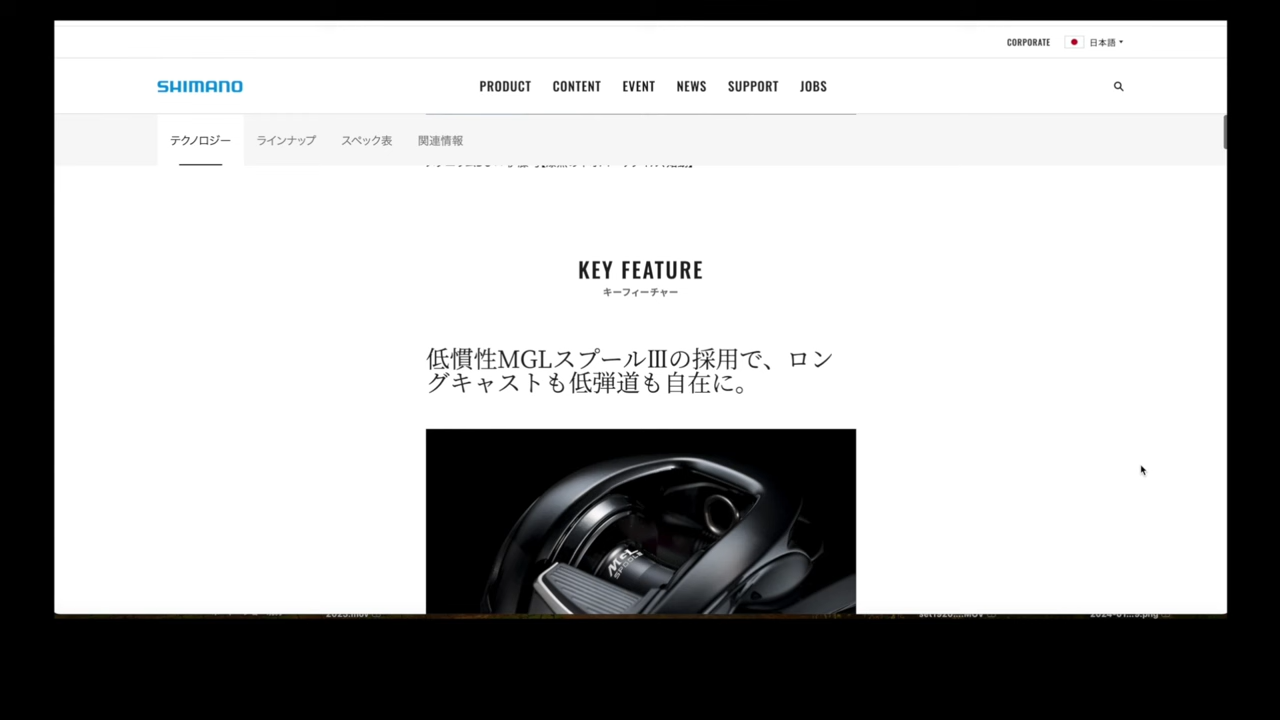 CORPORATE 日本語
SHIMANO PRODUCT CONTENT EVENT NEWS SUPPORT JOBS
テクノロジー ラインナップ スペック表 関連情報
KEY FEATURE
キーフィーチャー
低慣性MGLスプールⅢの採用で、ロン
グキャストも低弾道も自在に。
MGL
SPOOL